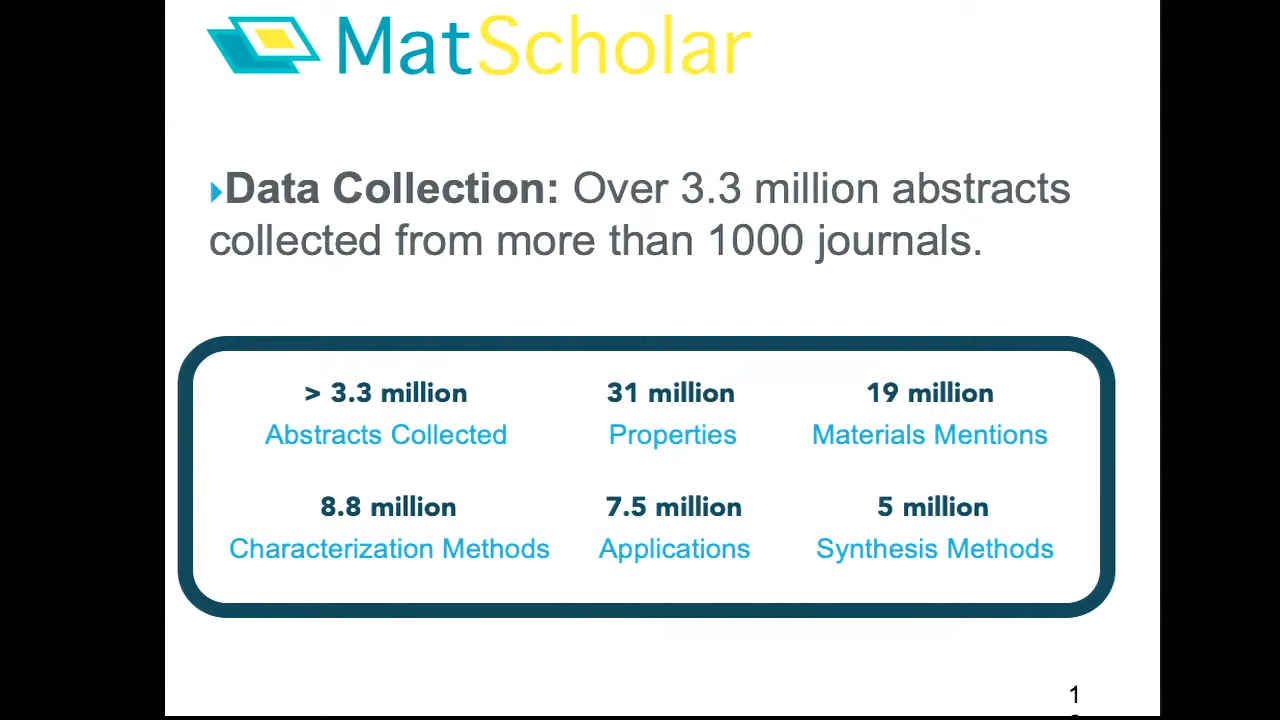 MatScholar
Data Collection: Over 3.3 million abstracts
collected from more than 1000 journals.
> 3.3 million
Abstracts Collected
31 million
Properties
19 million
Materials Mentions
8.8 million
Characterization Methods
7.5 million
Applications
5 million
Synthesis Methods
1